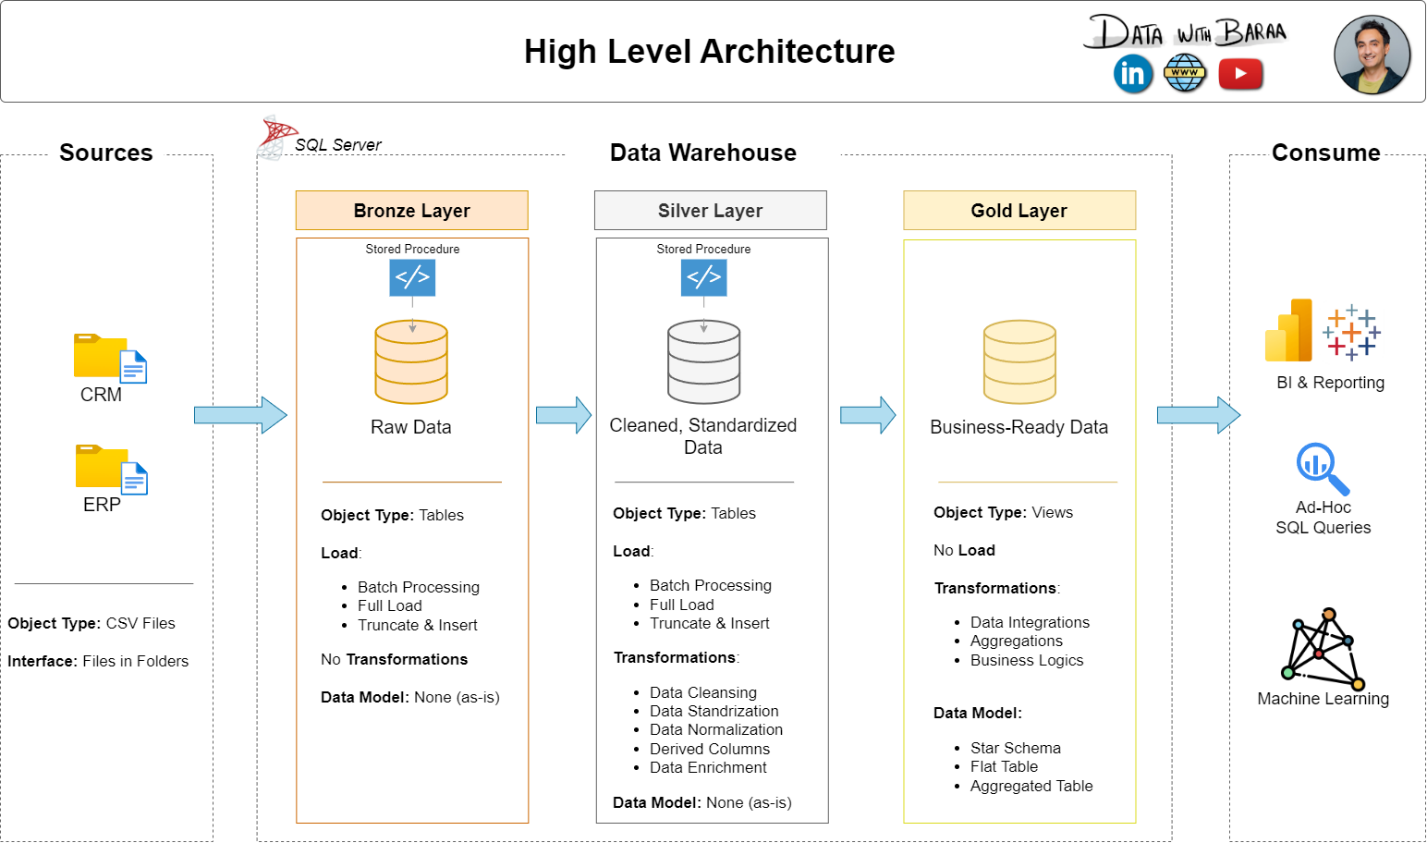 High Level Architecture
DATA WITH BARAA
in
WWW
Sources
CRM
ERP
Object Type: CSV Files
Interface: Files in Folders
SQL Server
Data Warehouse
Bronze Layer
Stored Procedure
</>
Raw Data
Object Type: Tables
Load:
• Batch Processing
• Full Load
• Truncate & Insert
No Transformations
Data Model: None (as-is)
Silver Layer
Stored Procedure
</>
Cleaned, Standardized
Data
Object Type: Tables
Load:
• Batch Processing
• Full Load
• Truncate & Insert
Transformations:
• Data Cleansing
• Data Standrization
• Data Normalization
• Derived Columns
• Data Enrichment
Data Model: None (as-is)
Gold Layer
Business-Ready Data
Object Type: Views
No Load
Transformations:
• Data Integrations
• Aggregations
• Business Logics
Data Model:
• Star Schema
• Flat Table
• Aggregated Table
Consume
BI & Reporting
Ad-Hoc
SQL Queries
Machine Learning